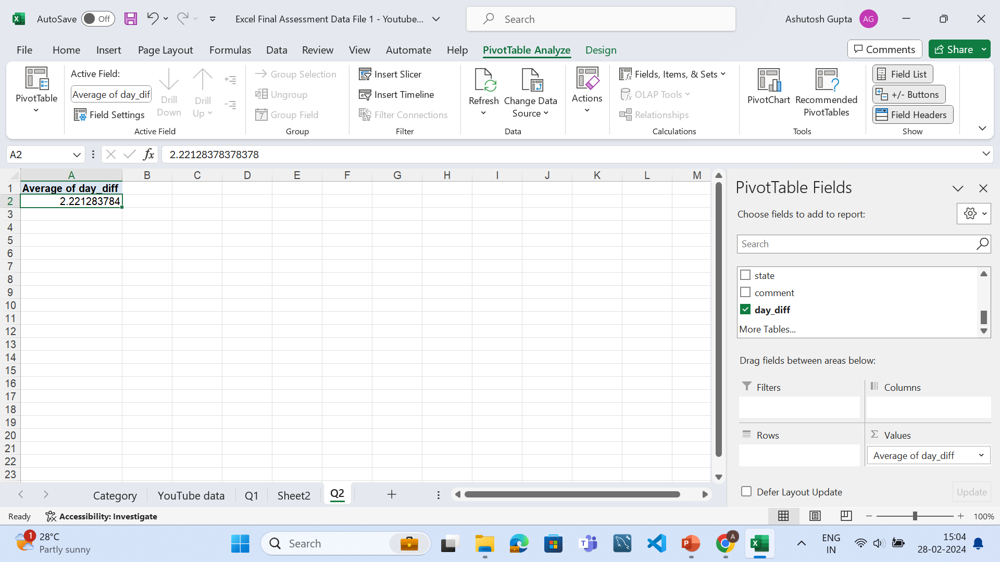 AutoSave Off Excel Final Assessment Data File 1 - Youtube... Search Ashutosh Gupta AG
File Home Insert Page Layout Formulas Data Review View Automate Help PivotTable Analyze Design Comments Share
PivotTable
Active Field:
Average of day_dif
Field Settings
Drill
Down
Drill
Up
Active Field
Group Selection
Ungroup
7 Group Field
Group
Insert Slicer
Insert Timeline
Filter Connections
Filter
Refresh
Change Data
Source
Data
Actions
Fields, Items, & Sets
OLAP Tools
Relationships
Calculations
PivotChart
Recommended
PivotTables
Tools
Field List
+/- Buttons
Field Headers
Show
A2 fx 2.22128378378378
A B C D E F G H I J K L M
1 Average of day_diff
2 2.221283784
3
4
5
6
7
8
9
10
11
12
13
14
15
16
17
18
19
20
21
22
23
PivotTable Fields
Choose fields to add to report:
Search
state
comment
day_diff
More Tables...
Drag fields between areas below:
Filters Columns
Rows Σ Values
Average of day_diff
Defer Layout Update Update
Category YouTube data Q1 Sheet2 Q2
Ready Accessibility: Investigate 100%
1 28°C
Partly sunny
Search
A
ENG
IN
15:04
28-02-2024